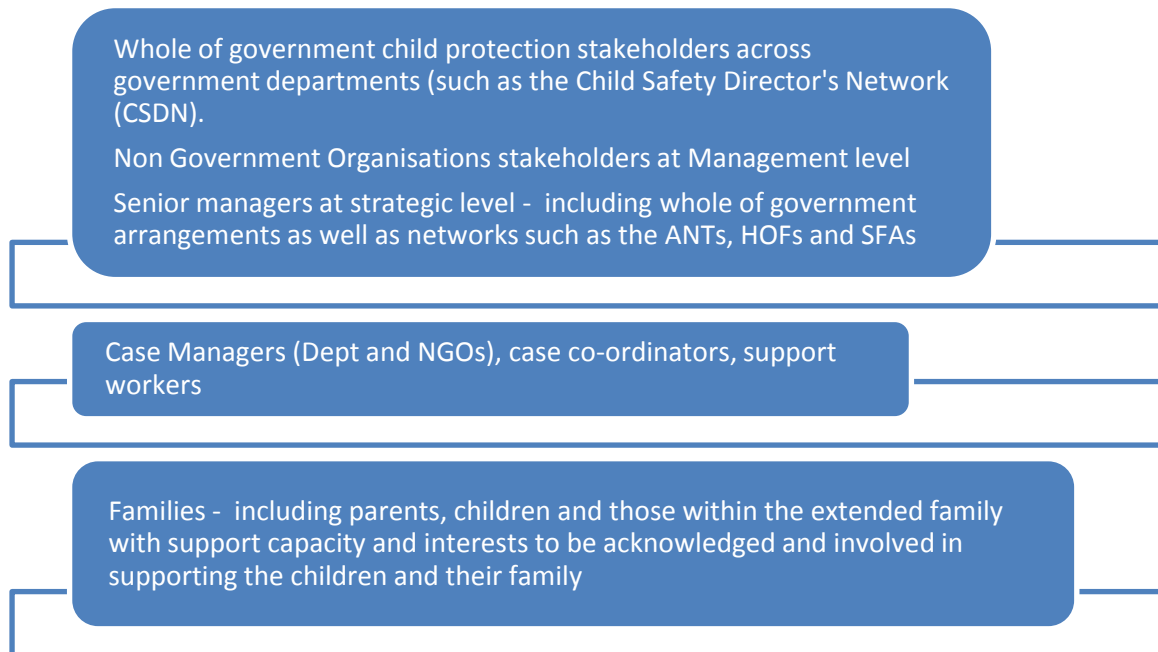 Whole of government child protection stakeholders across
government departments (such as the Child Safety Director's Network
(CSDN).
Non Government Organisations stakeholders at Management level
Senior managers at strategic level -  including whole of government
arrangements as well as networks such as the ANTs, HOFs and SFAs
Case Managers (Dept and NGOs), case co-ordinators, support
workers
Families -  including parents, children and those within the extended family
with support capacity and interests to be acknowledged and involved in
supporting the children and their family